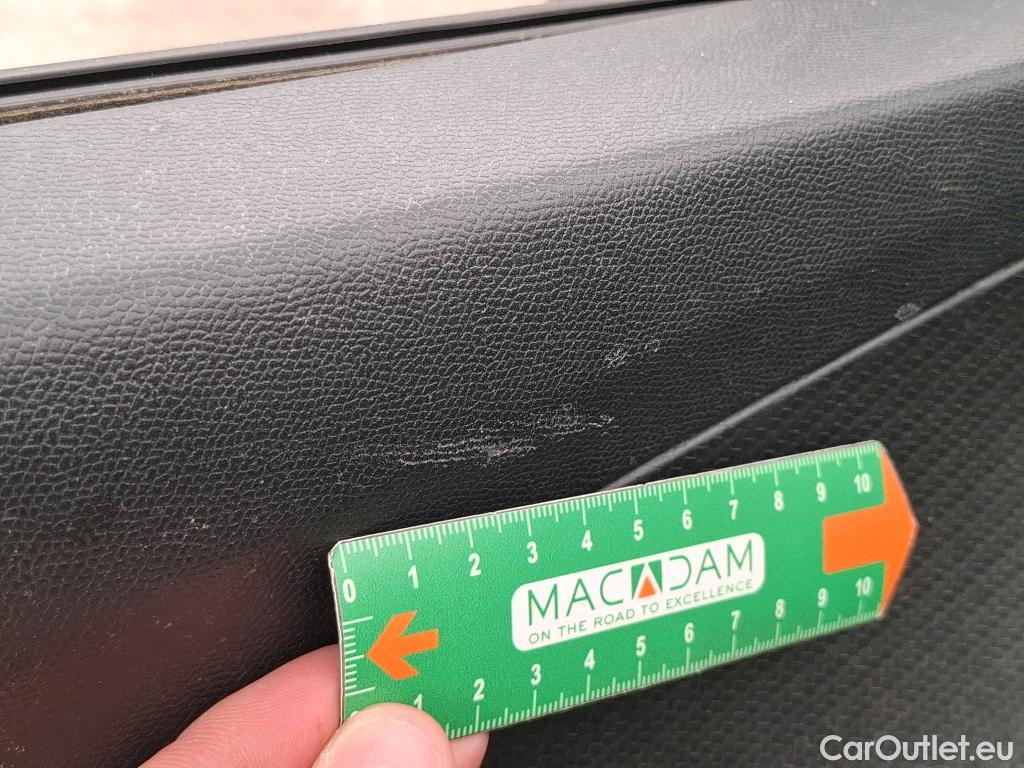 0 1 2 3 4 5 6 7 8 9 10
MACADAM
ON THE ROAD TO EXCELLENCE
1 2 3 4 5 6 7 8 9 10
CarOutlet.eu